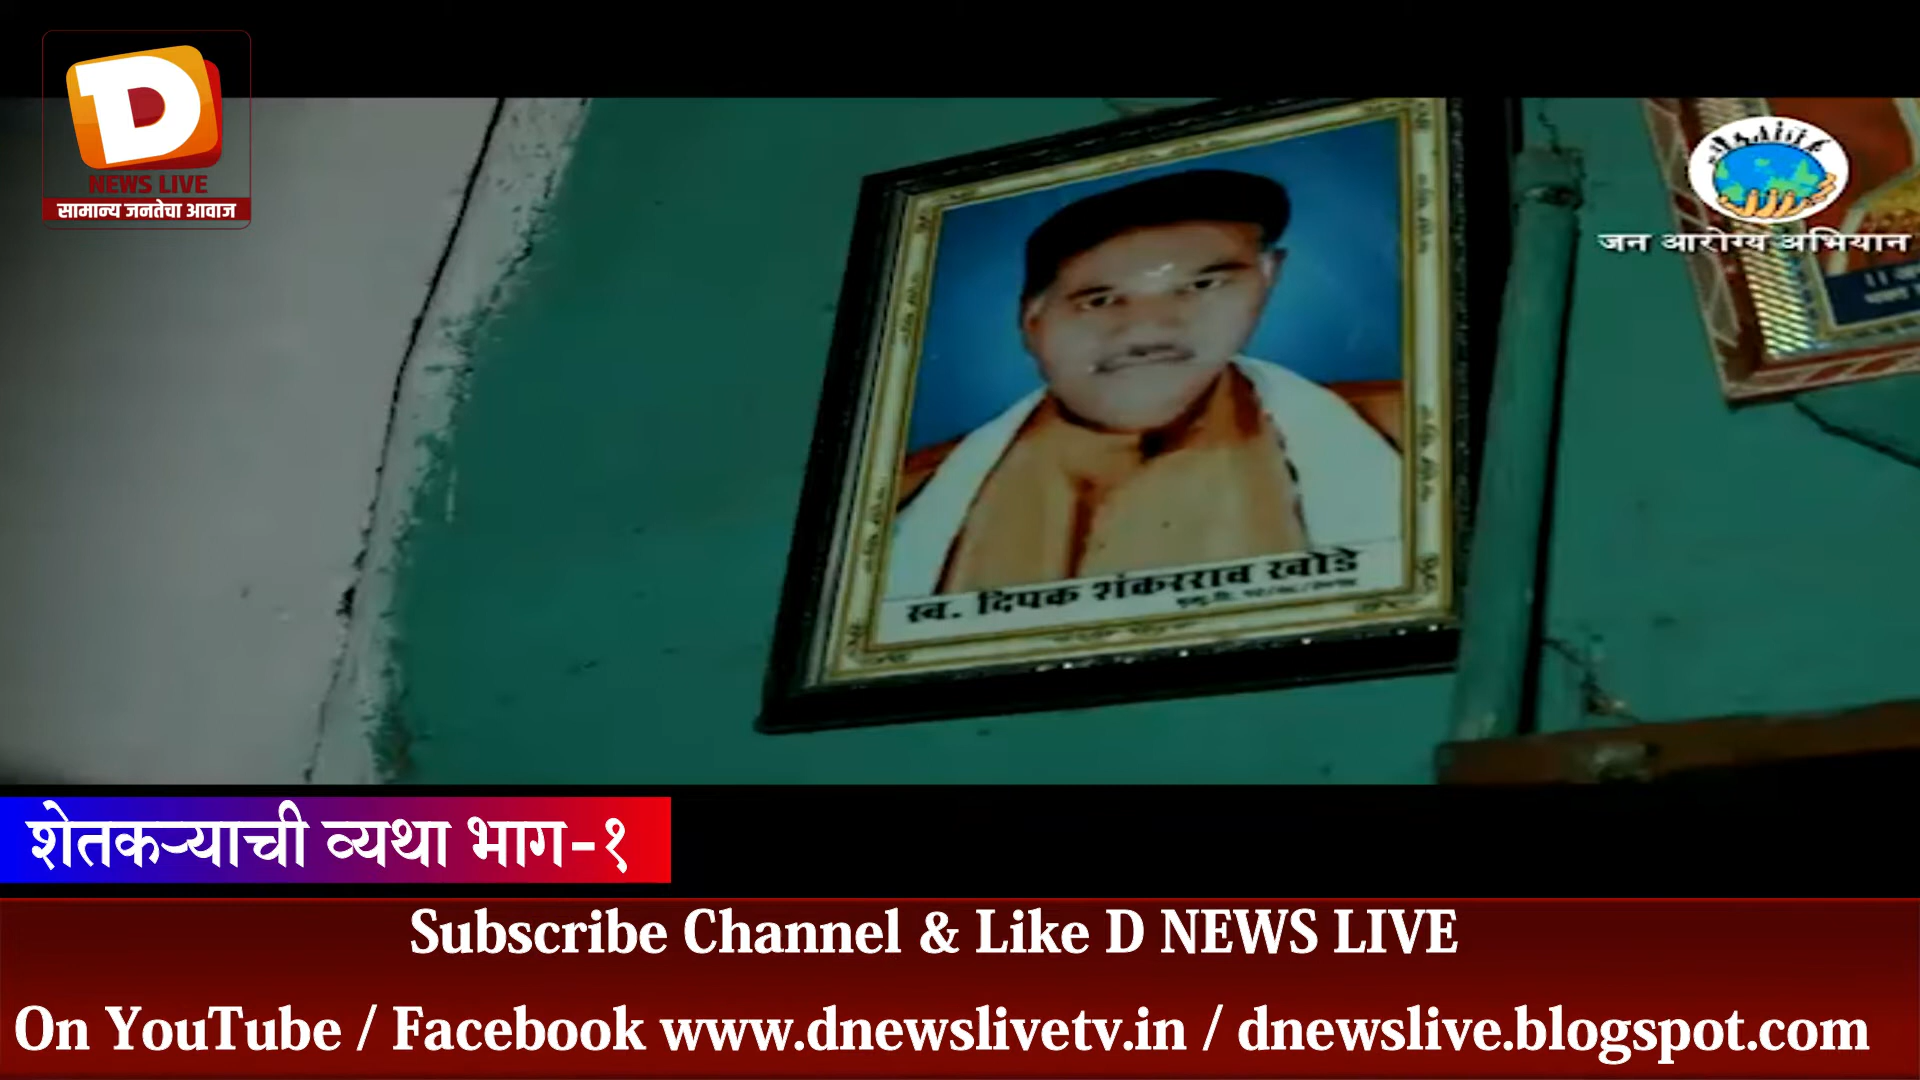 D
NEWS LIVE
सामान्य जनतेचा आवाज
जन आरोग्य अभियान
स्व. दिपक शंकरराव खोडे
शेतकऱ्याची व्यथा भाग-१
Subscribe Channel & Like D NEWS LIVE
On YouTube / Facebook www.dnewslivetv.in / dnewslive.blogspot.com